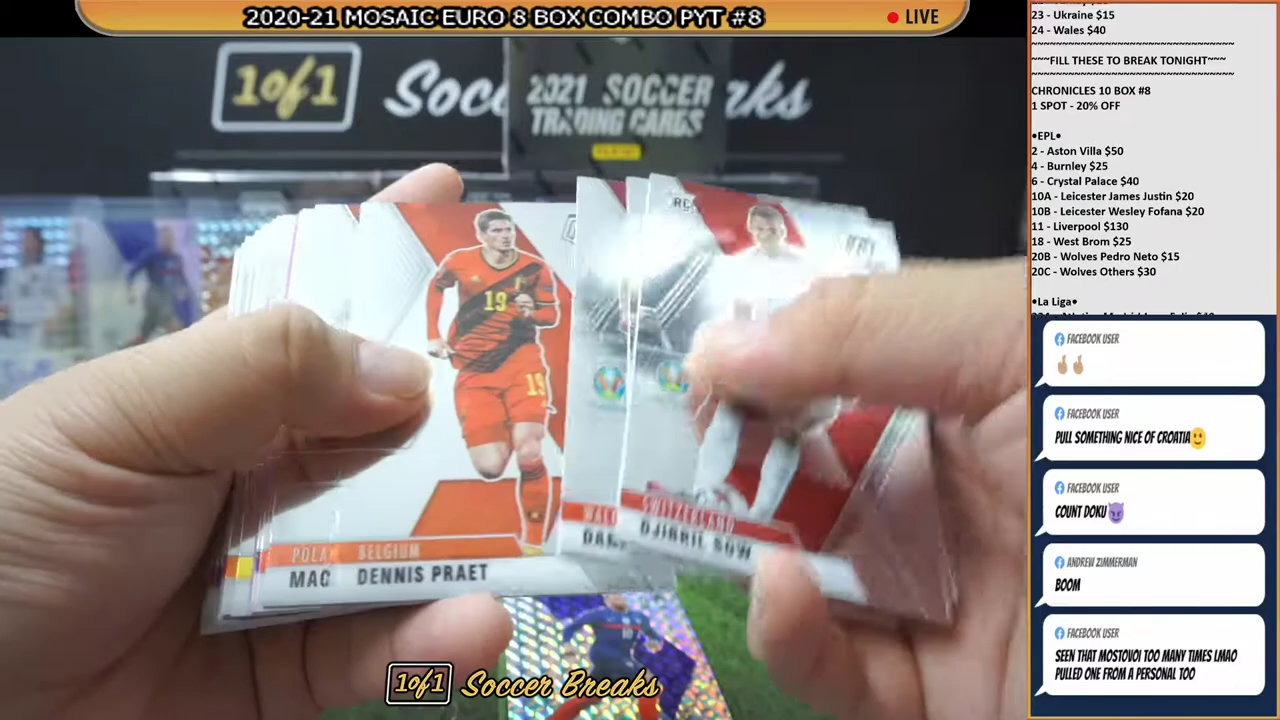 2020-21 MOSAIC EURO 8 BOX COMBO PYT #8
LIVE
1of1
2021 SOCCER
TRADING CARDS
PANINI
19
19
BELGIUM
DENNIS PRAET
POLA
MAC
SWITZERLAND
DJIBRIL SOW
1of1 Soccer Breaks
23 - Ukraine $15
24 - Wales $40
~~~FILL THESE TO BREAK TONIGHT~~~
CHRONICLES 10 BOX #8
1 SPOT - 20% OFF
•EPL•
2 - Aston Villa $50
4 - Burnley $25
6 - Crystal Palace $40
10A - Leicester James Justin $20
10B - Leicester Wesley Fofana $20
11 - Liverpool $130
18 - West Brom $25
20B - Wolves Pedro Neto $15
20C - Wolves Others $30
•La Liga•
FACEBOOK USER
FACEBOOK USER
PULL SOMETHING NICE OF CROATIA
FACEBOOK USER
COUNT DOKU
ANDREW ZIMMERMAN
BOOM
FACEBOOK USER
SEEN THAT MOSTOVOI TOO MANY TIMES LMAO
PULLED ONE FROM A PERSONAL TOO